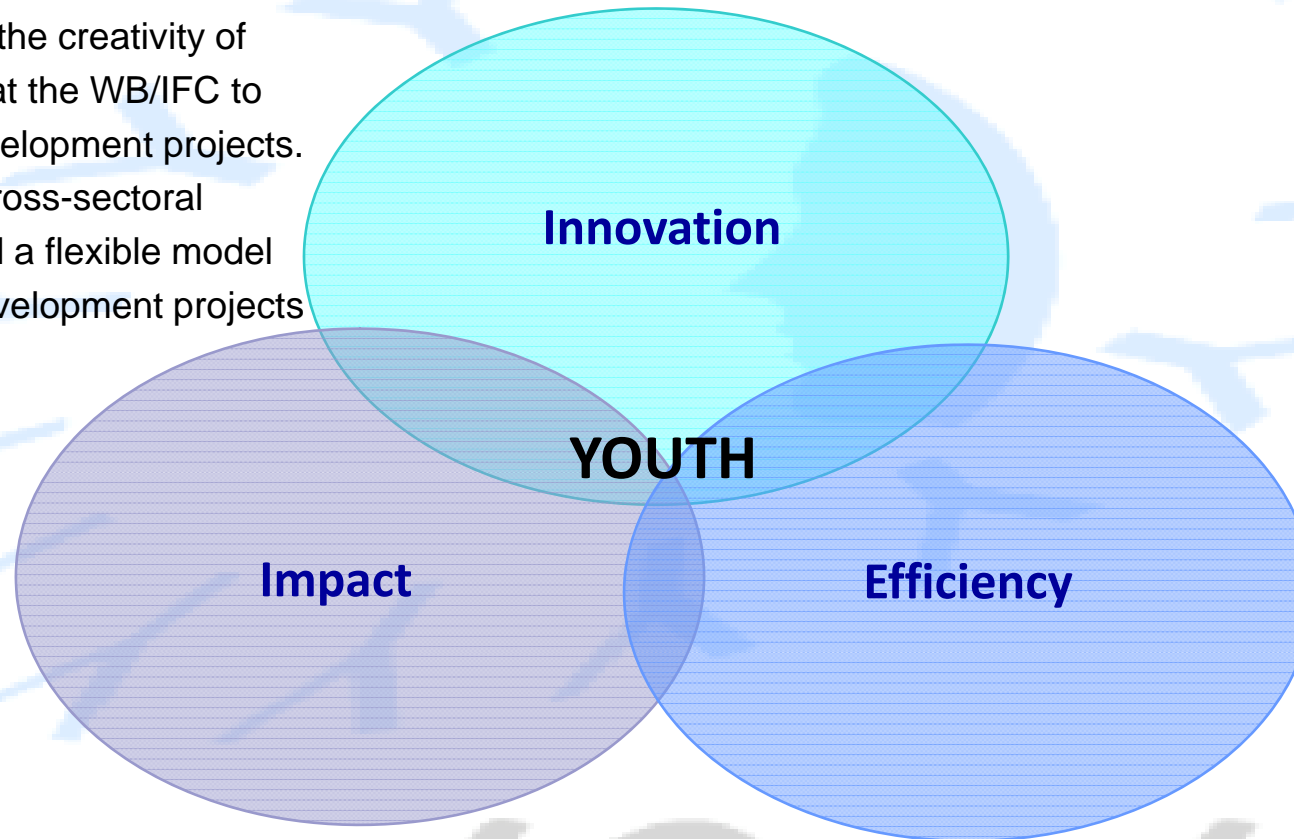 the creativity of
at the WB/IFC to
elopment projects.
ross-sectoral
a flexible model
velopment projects
Innovation
YOUTH
Impact
Efficiency